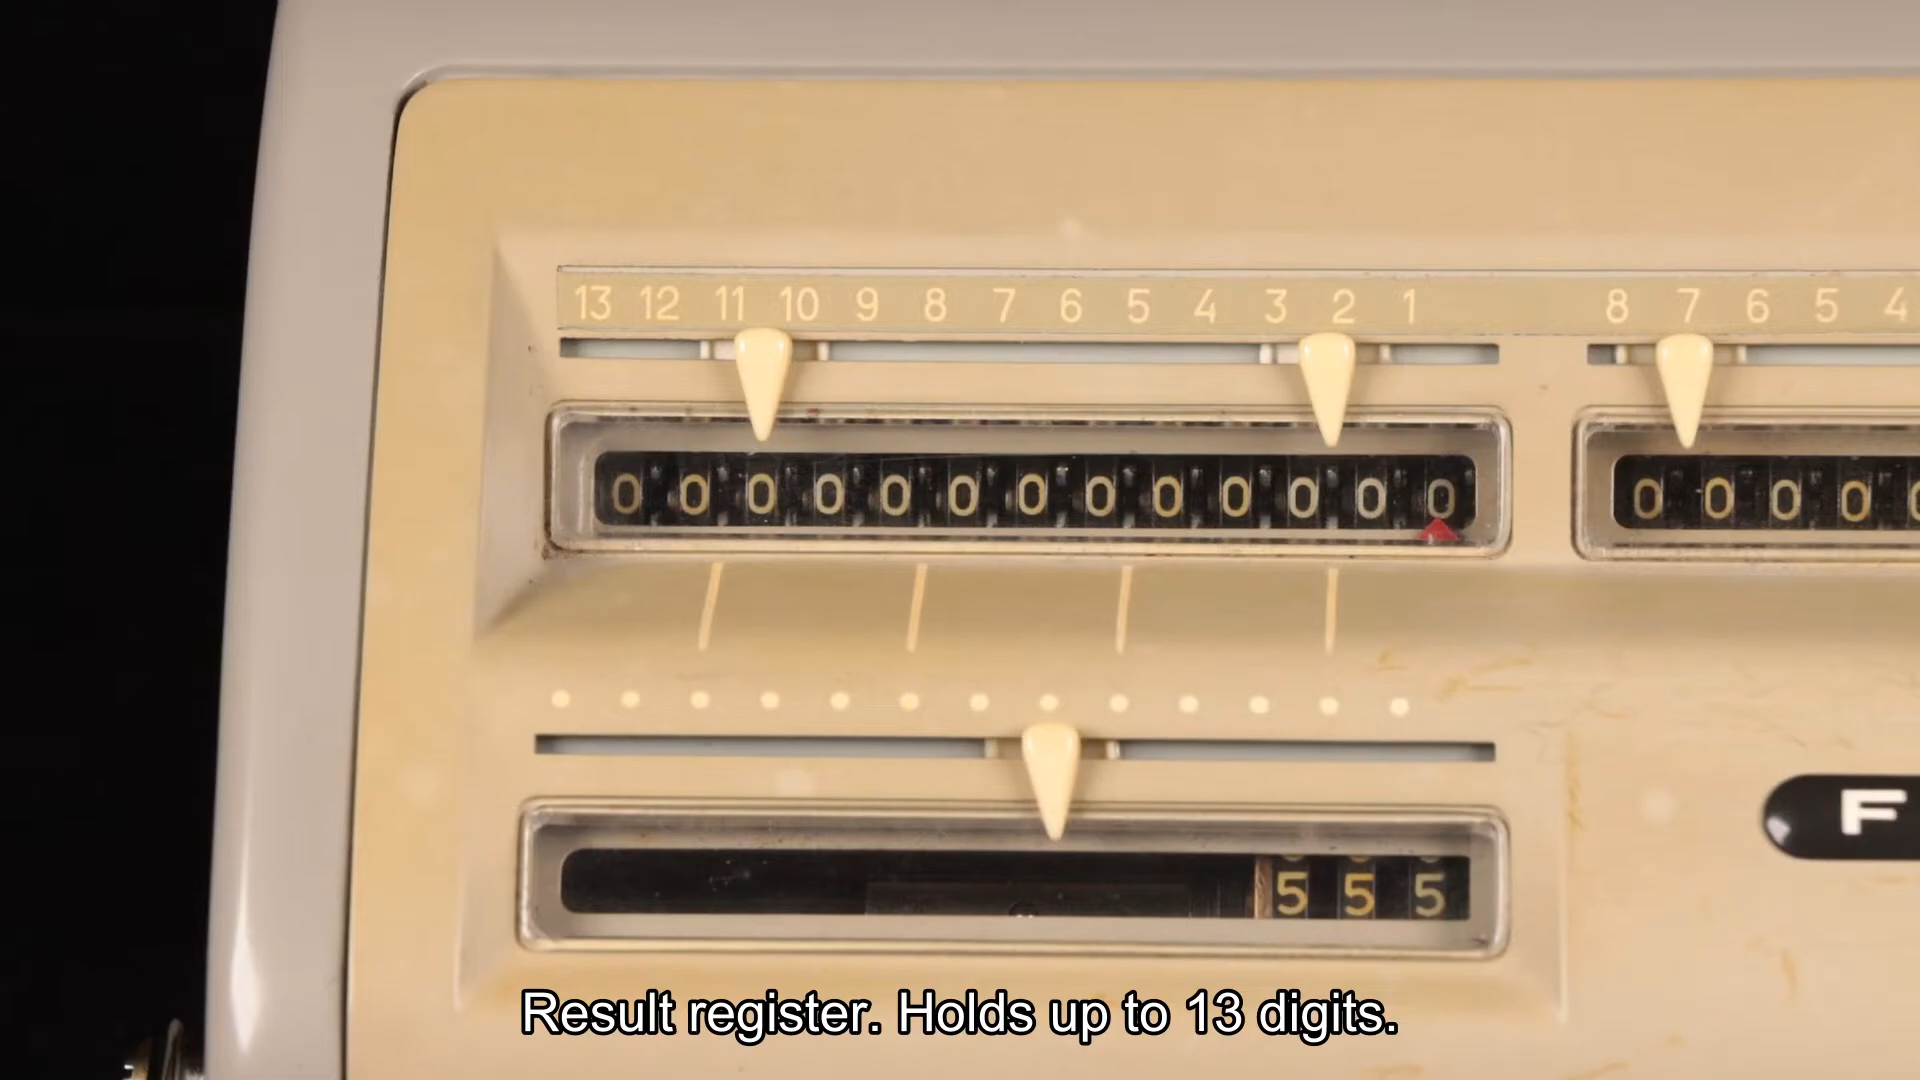 13 12 11 10 9 8 7 6 5 4 3 2 1 8 7 6 5 4
0 0 0 0 0 0 0 0 0 0 0 0 0 0 0 0 0 0
F
5 5 5
Result register. Holds up to 13 digits.